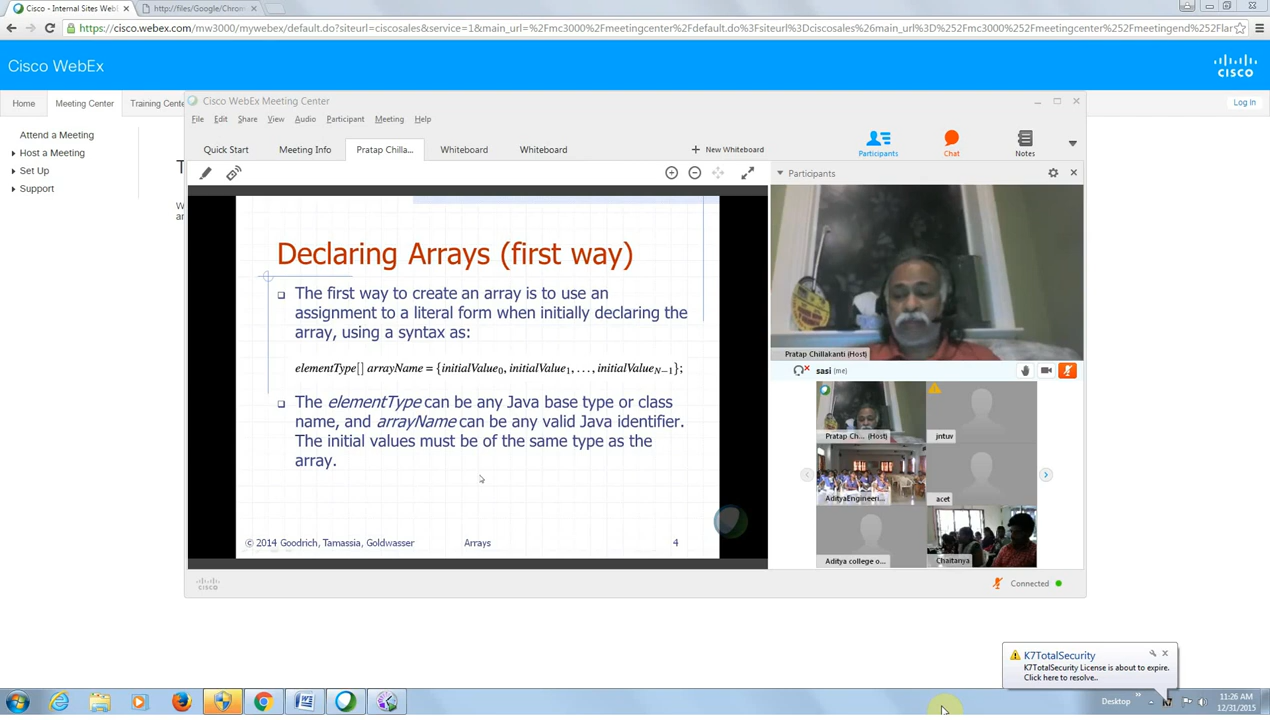 Cisco - Internal Sites WebE
http://files/Google/Chrom
https://cisco.webex.com/mw3000/mywebex/default.do?siteurl=ciscosales&service=1&main_url=%2Fmc3000%2Fmeetingcenter%2Fdefault.do%3Fsiteurl%3Dciscosales%26main_url%3D%252Fmc3000%252Fmeetingcenter%252Fmeetingend%252Flan
Cisco WebEx
CISCO
Home
Meeting Center
Training Cente
Log In
Attend a Meeting
Host a Meeting
Set Up
Support
T
W
ar
Cisco WebEx Meeting Center
File Edit Share View Audio Participant Meeting Help
Quick Start
Meeting Info
Pratap Chilla...
Whiteboard
Whiteboard
+ New Whiteboard
Participants
Chat
Notes
Participants
Declaring Arrays (first way)
The first way to create an array is to use an
assignment to a literal form when initially declaring the
array, using a syntax as:
elementType[] arrayName = {initialValue0, initialValue1, . . . , initialValueN−1};
The elementType can be any Java base type or class
name, and arrayName can be any valid Java identifier.
The initial values must be of the same type as the
array.
© 2014 Goodrich, Tamassia, Goldwasser
Arrays
4
Pratap Chillakanti (Host)
sasi (me)
Pratap Ch... (Host)
jntuv
AdityaEngineeri...
acet
Aditya college o...
Chaitanya
CISCO
Connected
K7TotalSecurity
K7TotalSecurity License is about to expire.
Click here to resolve..
Desktop
11:26 AM
12/31/2015